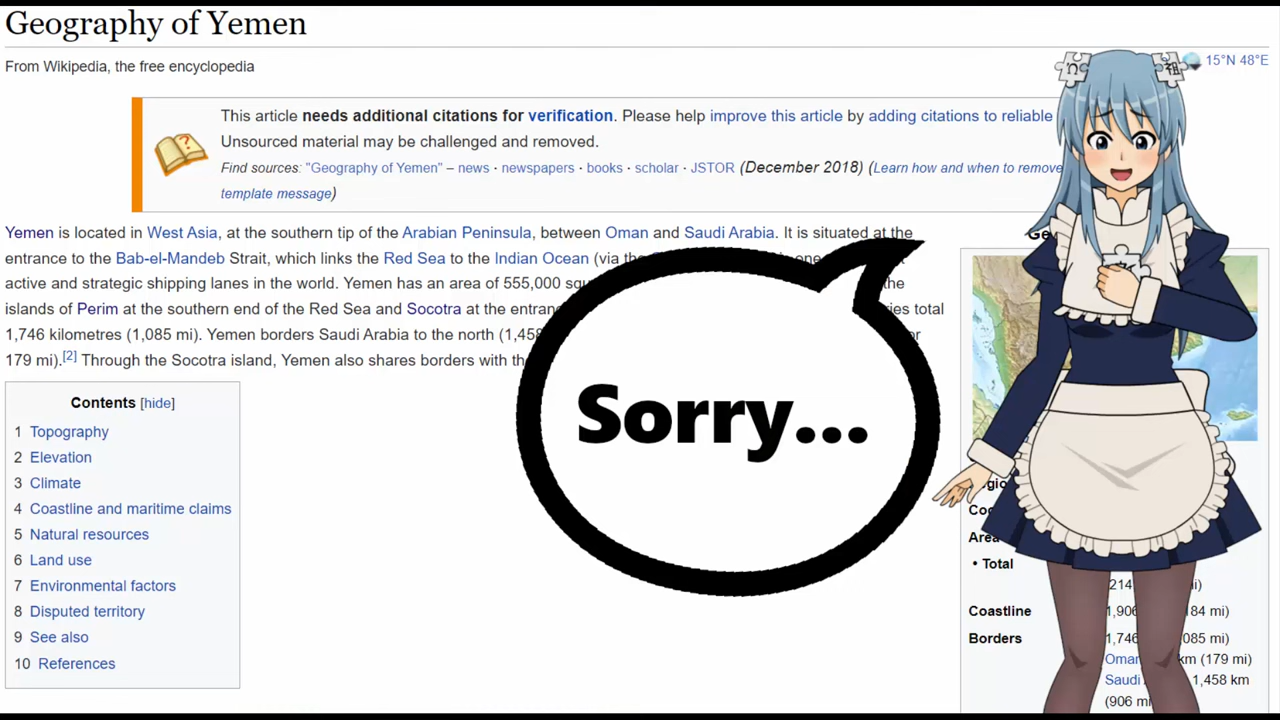 Geography of Yemen
From Wikipedia, the free encyclopedia
15°N 48°E
This article needs additional citations for verification. Please help improve this article by adding citations to reliable
Unsourced material may be challenged and removed.
Find sources: "Geography of Yemen" – news · newspapers · books · scholar · JSTOR (December 2018) (Learn how and when to remove
template message)
Yemen is located in West Asia, at the southern tip of the Arabian Peninsula, between Oman and Saudi Arabia. It is situated at the
entrance to the Bab-el-Mandeb Strait, which links the Red Sea to the Indian Ocean (via the
active and strategic shipping lanes in the world. Yemen has an area of 555,000
islands of Perim at the southern end of the Red Sea and Socotra at the total
1,746 kilometres (1,085 mi). Yemen borders Saudi Arabia to the north
179 mi).[2] Through the Socotra island, Yemen also shares borders with
Sorry...
Contents [hide]
1 Topography
2 Elevation
3 Climate
4 Coastline and maritime claims
5 Natural resources
6 Land use
7 Environmental factors
8 Disputed territory
9 See also
10 References
Area
• Total
Coastline
Borders
km (179 mi)
Saudi 1,458 km
(906